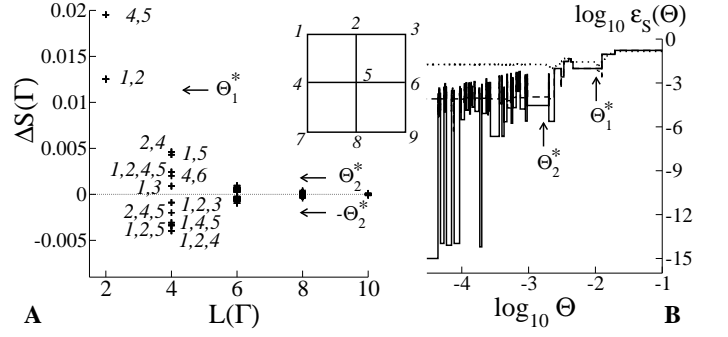 0.02
0.015
0.01
0.005
0
-0.005
ΔS(Γ)
4,5
1,2
Θ₁*
2,4
1,5
1,2,4,5
4,6
1,3
1,2,3
2,4,5
1,4,5
1,2,5
1,2,4
Θ₂*
-Θ₂*
1 2 3
4 5 6
7 8 9
2 4 6 8 10
L(Γ)
A
log₁₀ ε_S(Θ)
0
-3
-6
-9
-12
-15
Θ₁*
Θ₂*
-4 -3 -2 -1
log₁₀ Θ
B